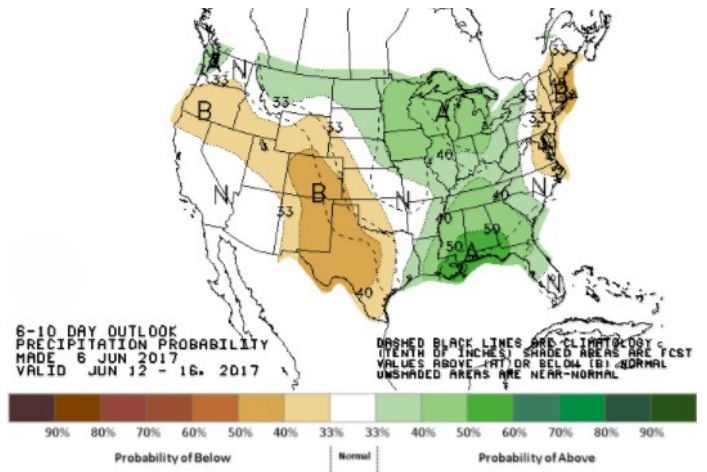 A
N
33
33
B
33
A
33
B
40
33
33
N
33
B
N
40
40
N
40
50
50
A
N
40
6-10 DAY OUTLOOK
PRECIPITATION PROBABILITY
MADE 6 JUN 2017
VALID JUN 12 - 16, 2017
DASHED BLACK LINES ARE CLIMATOLOGY
(TENTH OF INCHES) SHADED AREAS ARE FCST
VALUES ABOVE (A) OR BELOW (B) NORMAL
UNSHADED AREAS ARE NEAR-NORMAL
90% 80% 70% 60% 50% 40% 33% 33% 40% 50% 60% 70% 80% 90%
Probability of Below Normal Probability of Above